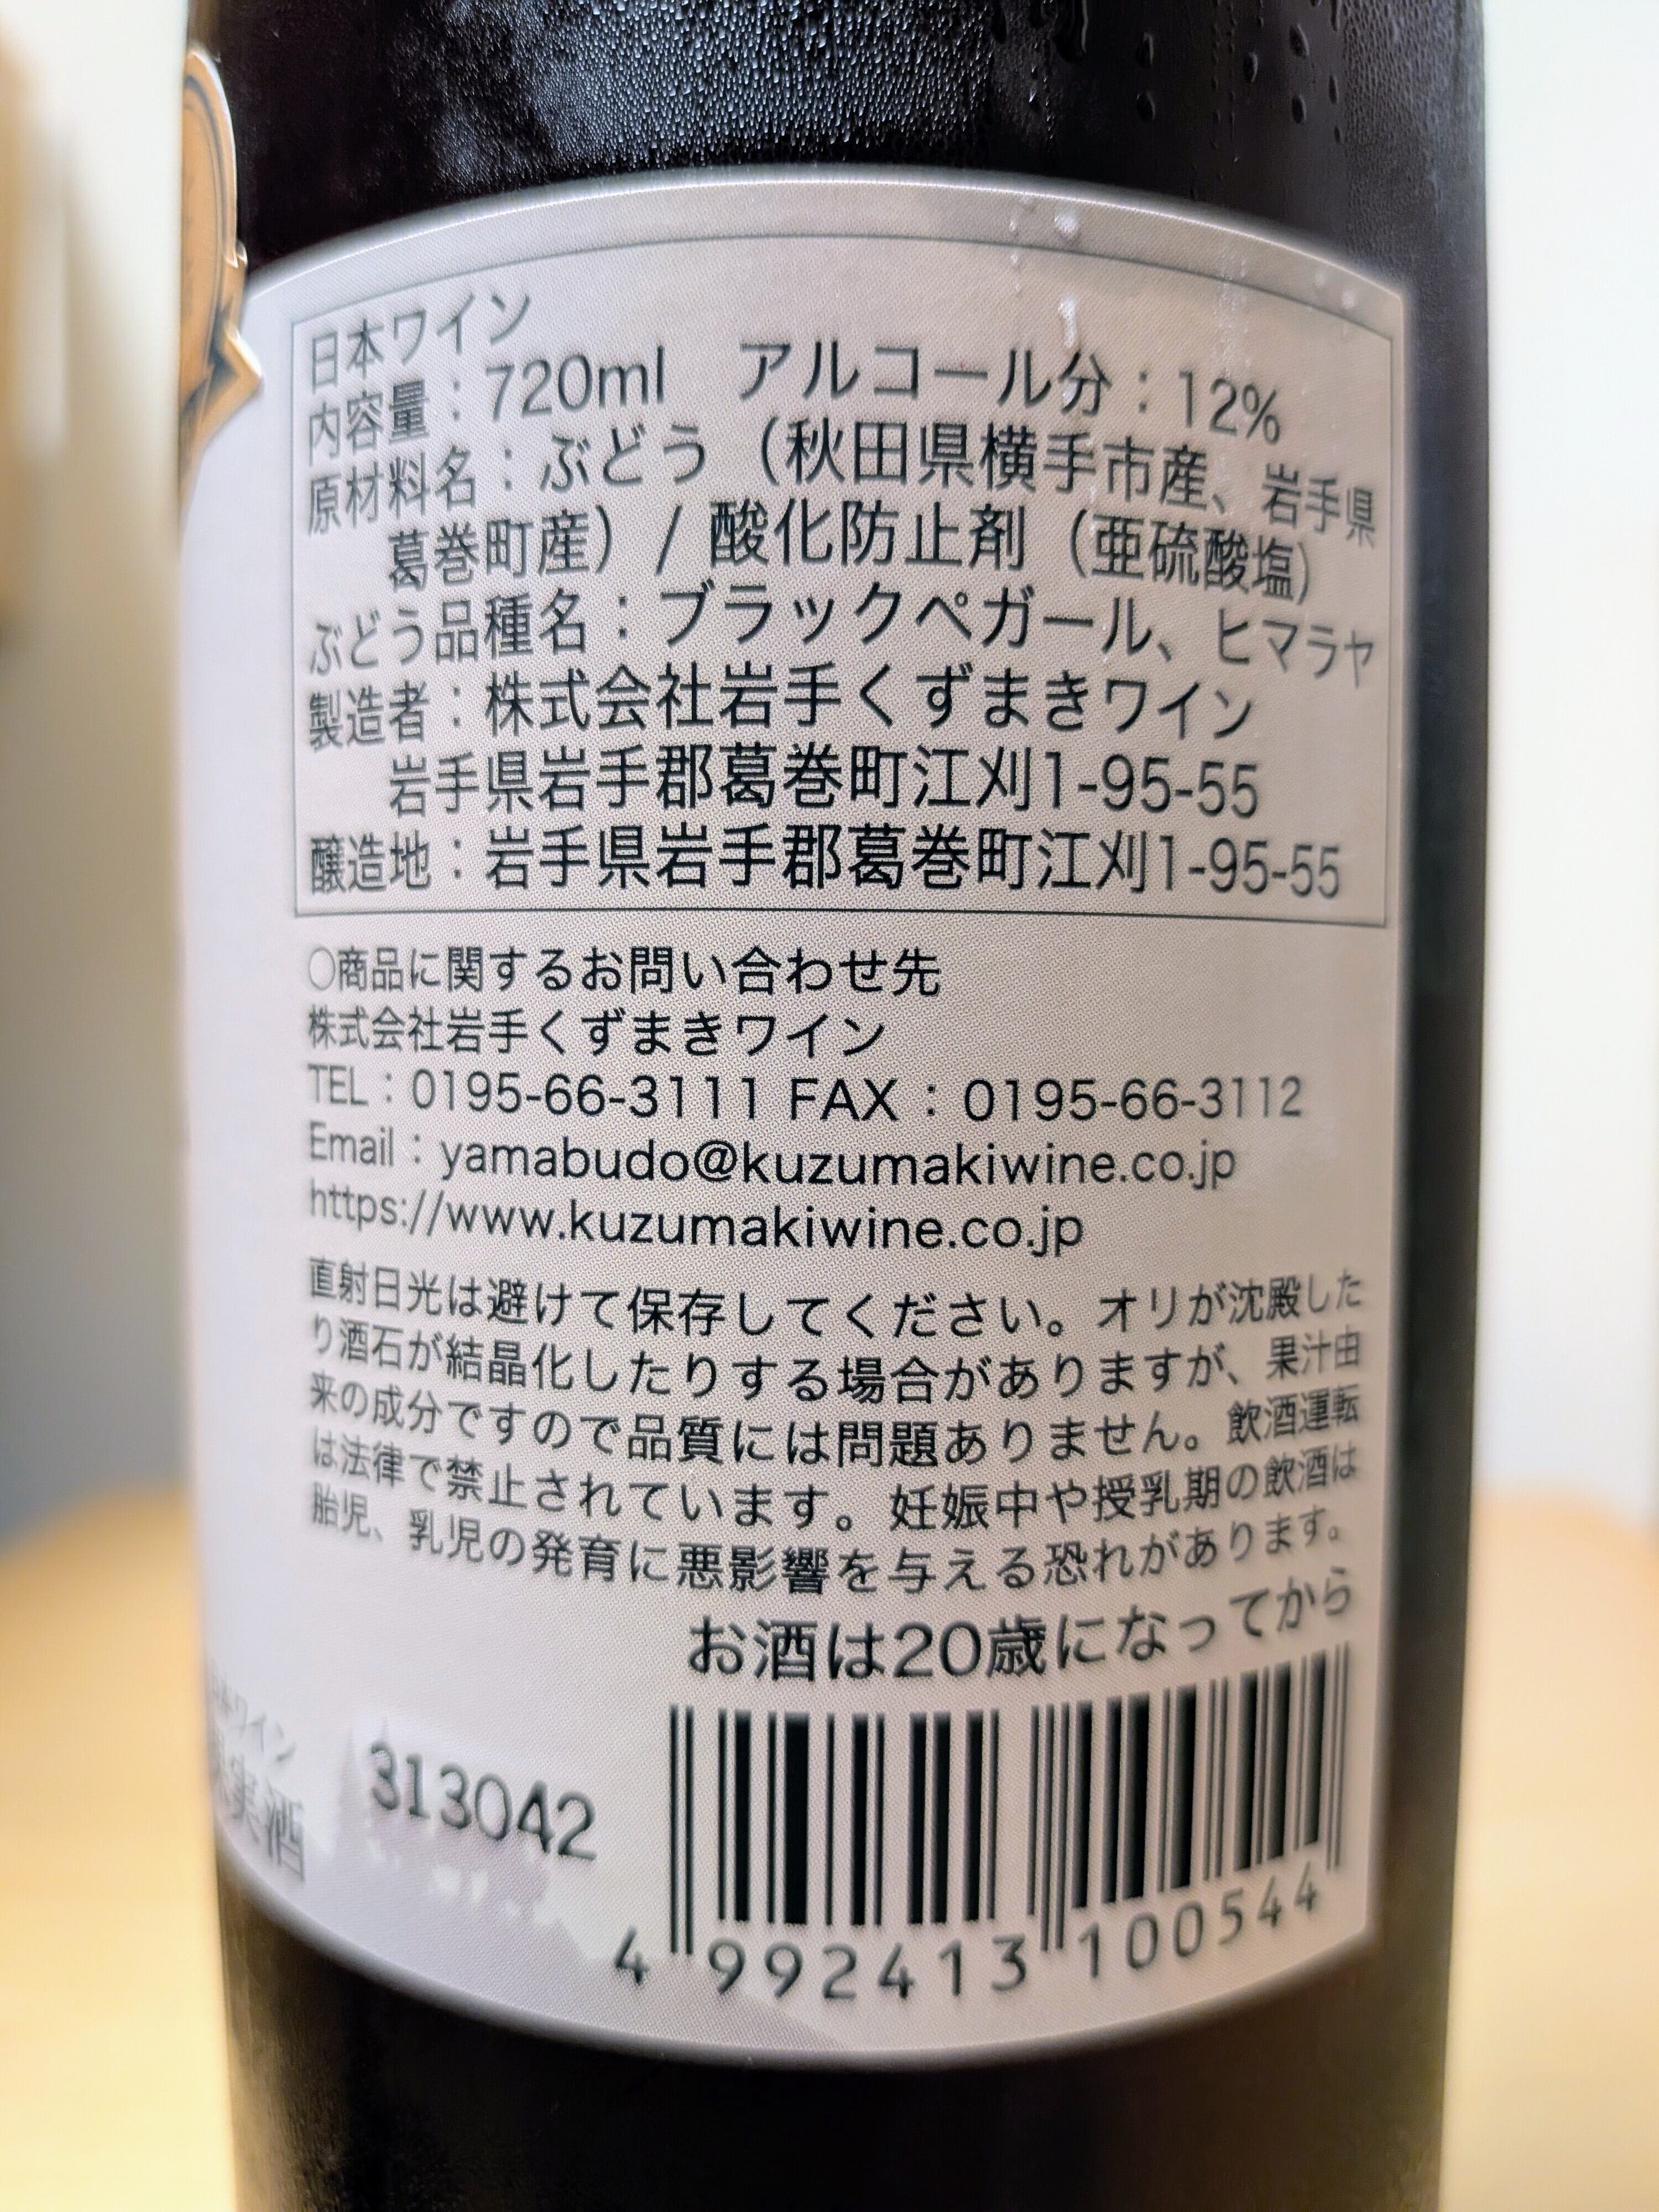 日本ワイン
内容量：720ml　アルコール分：12%
原材料名：ぶどう（秋田県横手市産、岩手県
葛巻町産）/ 酸化防止剤（亜硫酸塩）
ぶどう品種名：ブラックペガール、ヒマラヤ
製造者：株式会社岩手くずまきワイン
岩手県岩手郡葛巻町江刈1-95-55
醸造地：岩手県岩手郡葛巻町江刈1-95-55
○商品に関するお問い合わせ先
株式会社岩手くずまきワイン
TEL：0195-66-3111 FAX：0195-66-3112
Email：yamabudo@kuzumakiwine.co.jp
https://www.kuzumakiwine.co.jp
直射日光は避けて保存してください。オリが沈殿した
り酒石が結晶化したりする場合がありますが、果汁由
来の成分ですので品質には問題ありません。飲酒運転
は法律で禁止されています。妊娠中や授乳期の飲酒は
胎児、乳児の発育に悪影響を与える恐れがあります。
お酒は20歳になってから
日本ワイン
果実酒
313042
4 992413 100544